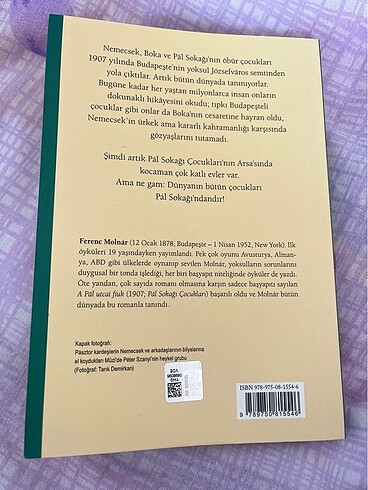 Nemecsek, Boka ve Pál Sokağı'nın öbür çocukları
1907 yılında Budapeşte'nin yoksul Józsefváros semtinden
yola çıktılar. Artık bütün dünyada tanınıyorlar.
Bugüne kadar her yaştan milyonlarca insan onların
dokunaklı hikâyesini okudu; tıpkı Budapeşteli
çocuklar gibi onlar da Boka'nın cesaretine hayran oldu,
Nemecsek'in ürkek ama kararlı kahramanlığı karşısında
gözyaşlarını tutamadı.
Şimdi artık Pál Sokağı Çocukları'nın Arsa'sında
kocaman çok katlı evler var.
Ama ne gam: Dünyanın bütün çocukları
Pál Sokağı'ndandır!
Ferenc Molnár (12 Ocak 1878, Budapeşte – 1 Nisan 1952, New York). İlk
öyküleri 19 yaşındayken yayımlandı. Pek çok oyunu Avusturya, Alman-
ya, ABD gibi ülkelerde oynanıp sevilen Molnár, yoksulların sorunlarını
duygusal bir tonda işlediği, her biri başyapıt niteliğinde öyküler de yazdı.
Öte yandan, çok sayıda romanı olmasına karşın sadece başyapıtı sayılan
A Pál utcai fiúk (1907; Pál Sokağı Çocukları) başarılı oldu ve Molnár bütün
dünyada bu romanla tanındı.
Kapak fotoğrafı:
Pásztor kardeşlerin Nemecsek ve arkadaşlarının bilyalarına
el koydukları Müzi'de Péter Szanyi'nin heykel grubu
(Fotoğraf: Tarık Demirkan)
ISBN 978-975-08-1554-6
9 789750 815546